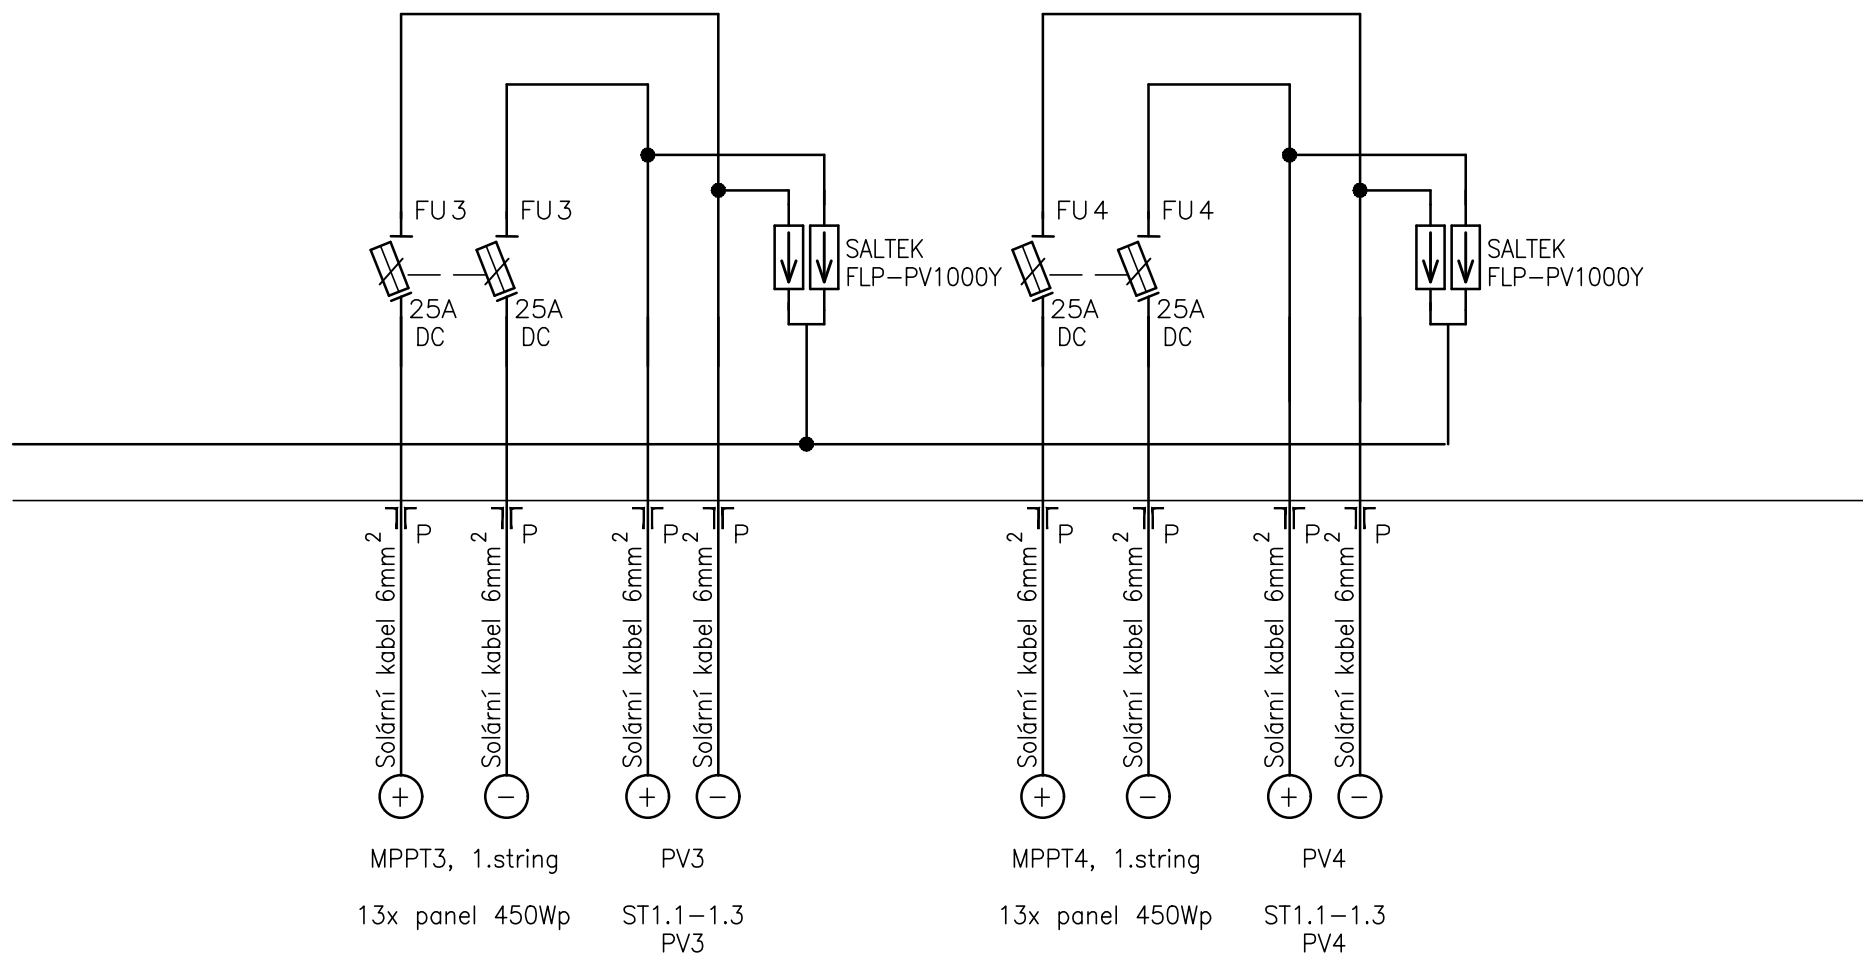 FU3
FU3
FU4
FU4
SALTEK
FLP-PV1000Y
SALTEK
FLP-PV1000Y
25A
DC
25A
DC
25A
DC
25A
DC
P
P
P
P
P
P
P
P
Solární kabel 6mm²
Solární kabel 6mm²
Solární kabel 6mm²
Solární kabel 6mm²
Solární kabel 6mm²
Solární kabel 6mm²
Solární kabel 6mm²
Solární kabel 6mm²
+
-
+
-
+
-
+
-
MPPT3, 1.string
PV3
MPPT4, 1.string
PV4
13x panel 450Wp
ST1.1-1.3
PV3
13x panel 450Wp
ST1.1-1.3
PV4